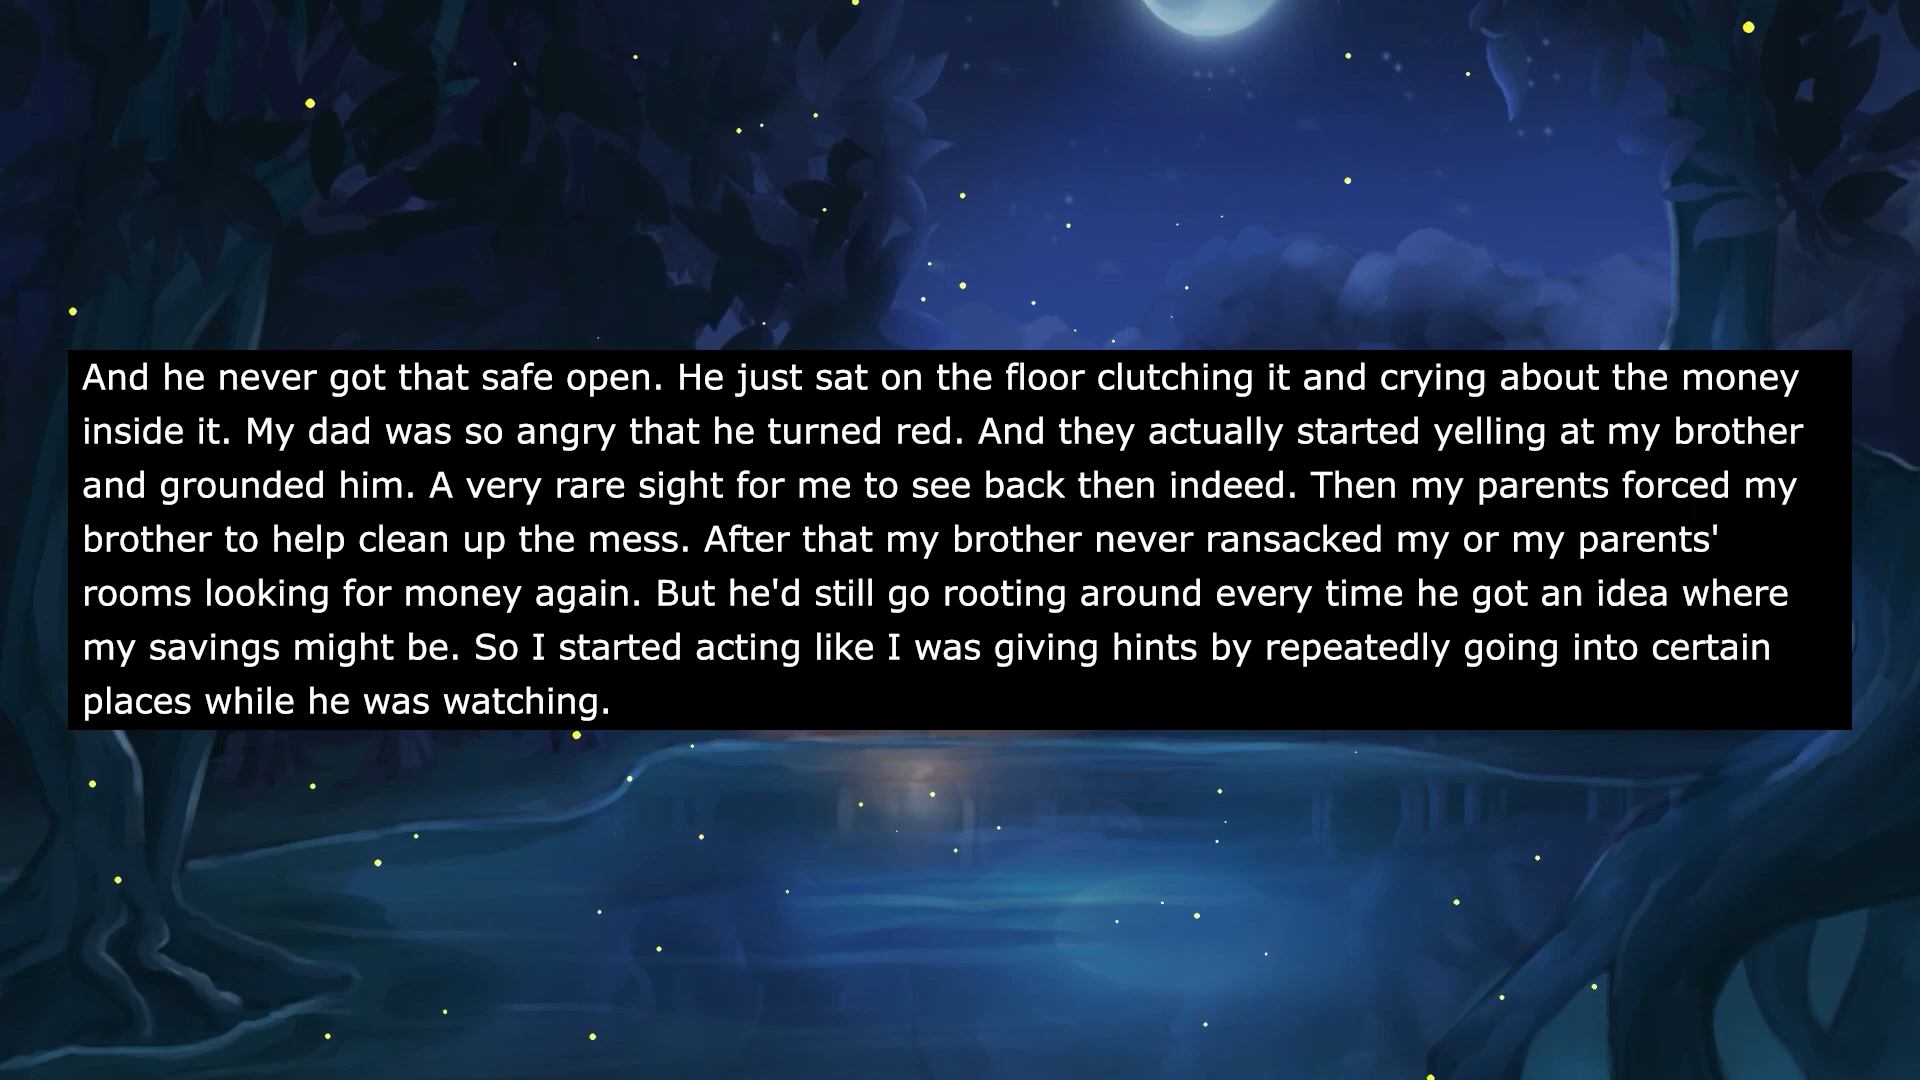 And he never got that safe open. He just sat on the floor clutching it and crying about the money
inside it. My dad was so angry that he turned red. And they actually started yelling at my brother
and grounded him. A very rare sight for me to see back then indeed. Then my parents forced my
brother to help clean up the mess. After that my brother never ransacked my or my parents'
rooms looking for money again. But he'd still go rooting around every time he got an idea where
my savings might be. So I started acting like I was giving hints by repeatedly going into certain
places while he was watching.